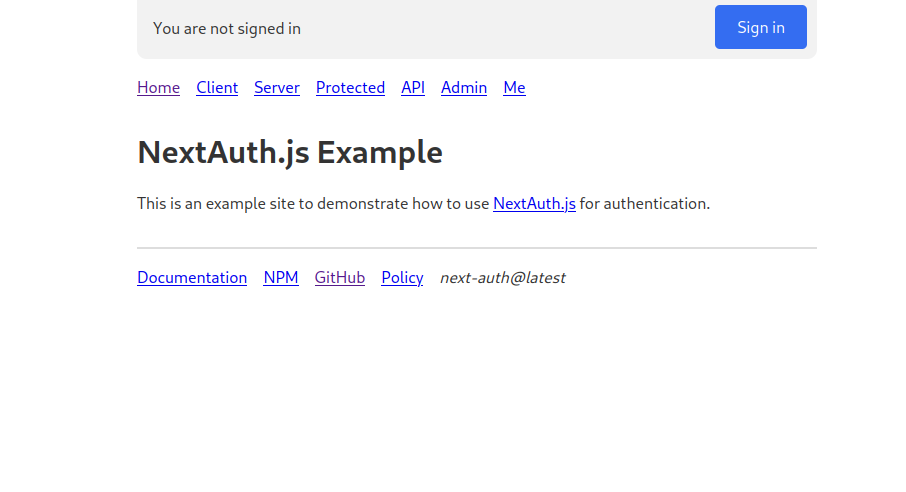 You are not signed in Sign in
Home Client Server Protected API Admin Me
NextAuth.js Example
This is an example site to demonstrate how to use NextAuth.js for authentication.
Documentation NPM GitHub Policy next-auth@latest